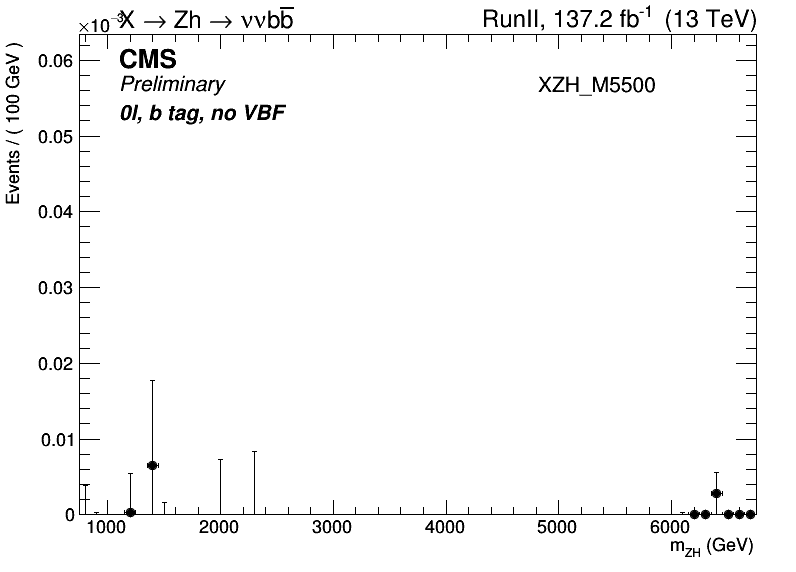 ×10⁻³ X → Zh → ννbb̅ RunII, 137.2 fb⁻¹ (13 TeV)
CMS
Preliminary
XZH_M5500
0l, b tag, no VBF
Events / ( 100 GeV )
0.06
0.05
0.04
0.03
0.02
0.01
0
1000 2000 3000 4000 5000 6000
m_ZH (GeV)